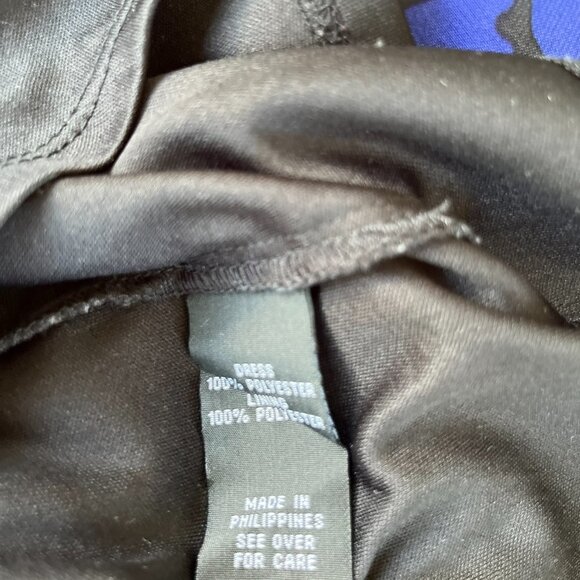 DRESS
100% POLYESTER
LINING
100% POLYESTER
MADE IN
PHILIPPINES
SEE OVER
FOR CARE